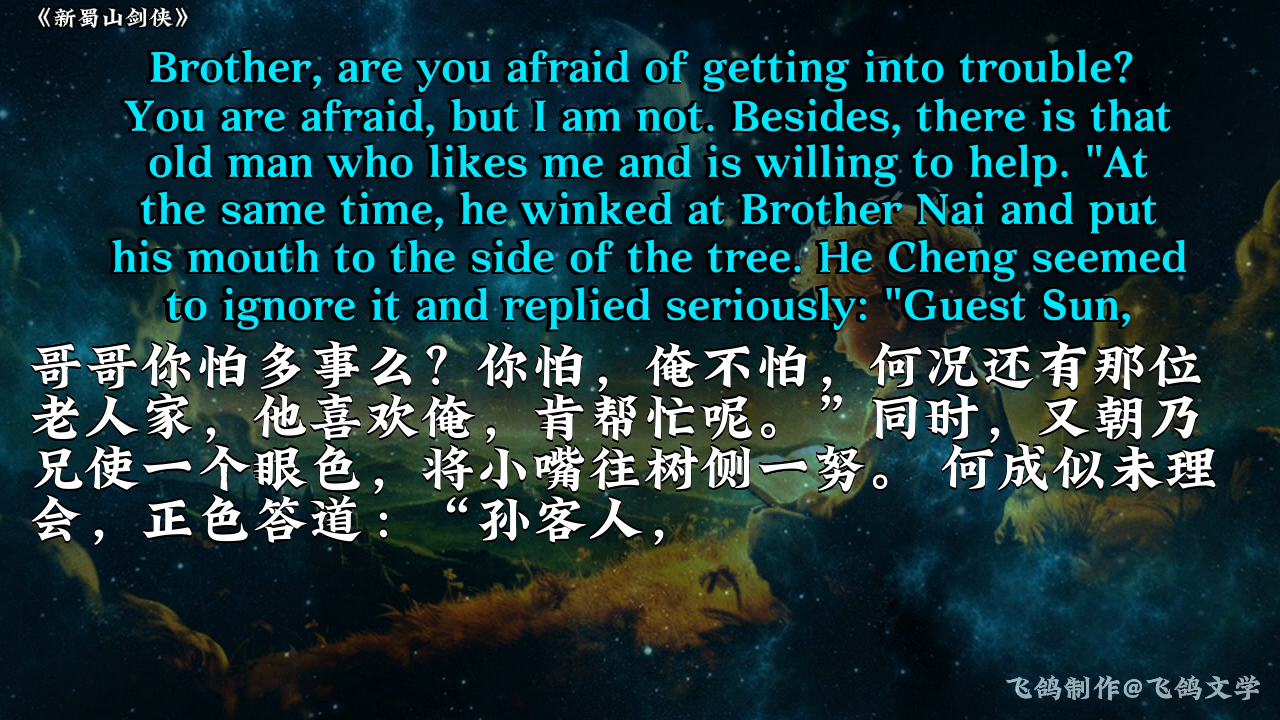 《新蜀山剑侠》
Brother, are you afraid of getting into trouble?
You are afraid, but I am not. Besides, there is that
old man who likes me and is willing to help. "At
the same time, he winked at Brother Nai and put
his mouth to the side of the tree. He Cheng seemed
to ignore it and replied seriously: "Guest Sun,
哥哥你怕多事么？你怕，俺不怕，何况还有那位
老人家，他喜欢俺，肯帮忙呢。”同时，又朝乃
兄使一个眼色，将小嘴往树侧一努。 何成似未理
会，正色答道：“孙客人，
飞鸽制作@飞鸽文学